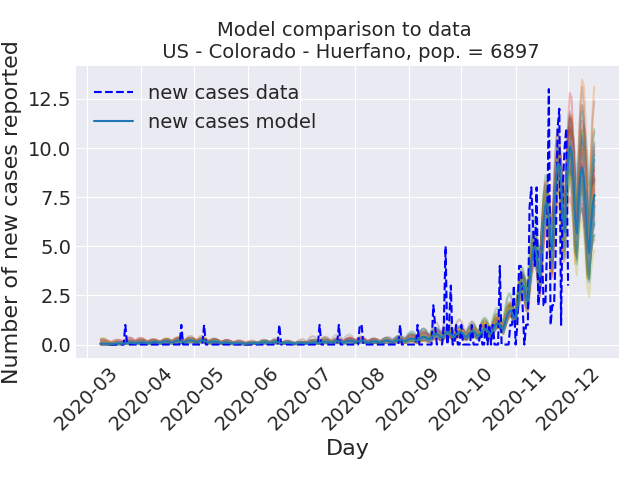 Model comparison to data
US - Colorado - Huerfano, pop. = 6897
Number of new cases reported
12.5
10.0
7.5
5.0
2.5
0.0
new cases data
new cases model
2020-03
2020-04
2020-05
2020-06
2020-07
2020-08
2020-09
2020-10
2020-11
2020-12
Day